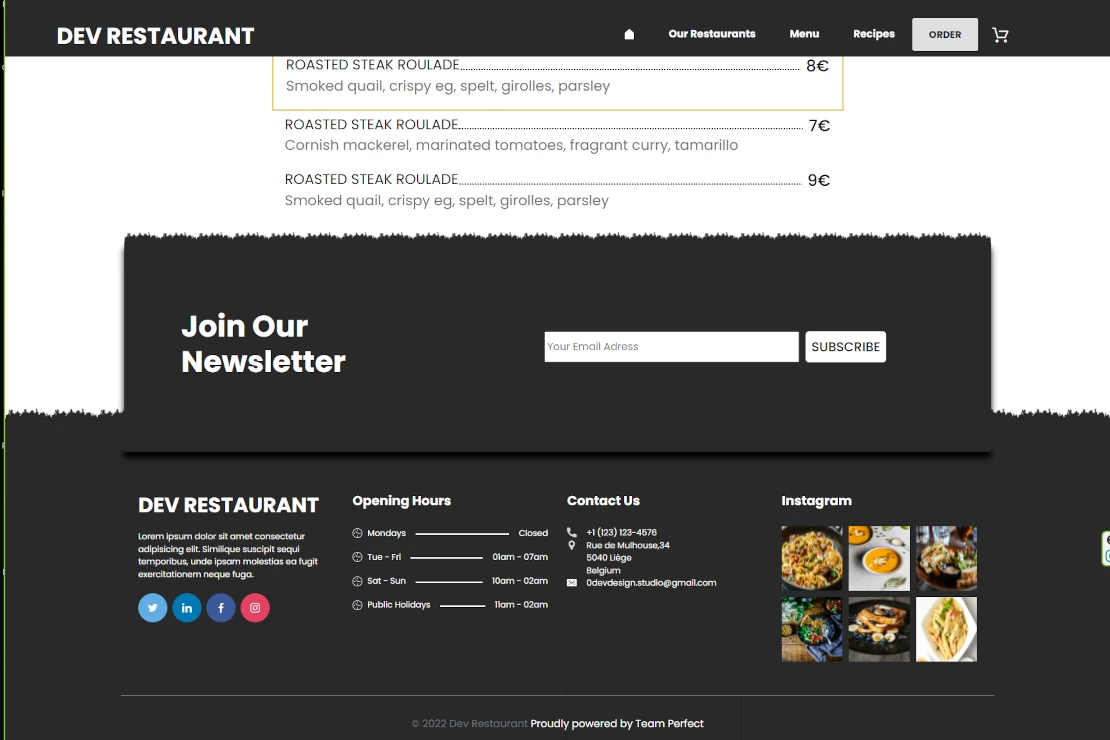 DEV RESTAURANT
Our Restaurants Menu Recipes ORDER
ROASTED STEAK ROULADE 8€
Smoked quail, crispy eg, spelt, girolles, parsley
ROASTED STEAK ROULADE 7€
Cornish mackerel, marinated tomatoes, fragrant curry, tamarillo
ROASTED STEAK ROULADE 9€
Smoked quail, crispy eg, spelt, girolles, parsley
Join Our
Newsletter
Your Email Adress SUBSCRIBE
DEV RESTAURANT
Lorem ipsum dolor sit amet consectetur
adipisicing elit. Similique suscipit sequi
temporibus, unde ipsam molestias ea fugit
exercitationem neque fuga.
Opening Hours
Mondays Closed
Tue - Fri 01am - 07am
Sat - Sun 10am - 02am
Public Holidays 11am - 02am
Contact Us
+1 (123) 123-4576
Rue de Mulhouse,34
5040 Liège
Belgium
0devdesign.studio@gmail.com
Instagram
© 2022 Dev Restaurant Proudly powered by Team Perfect